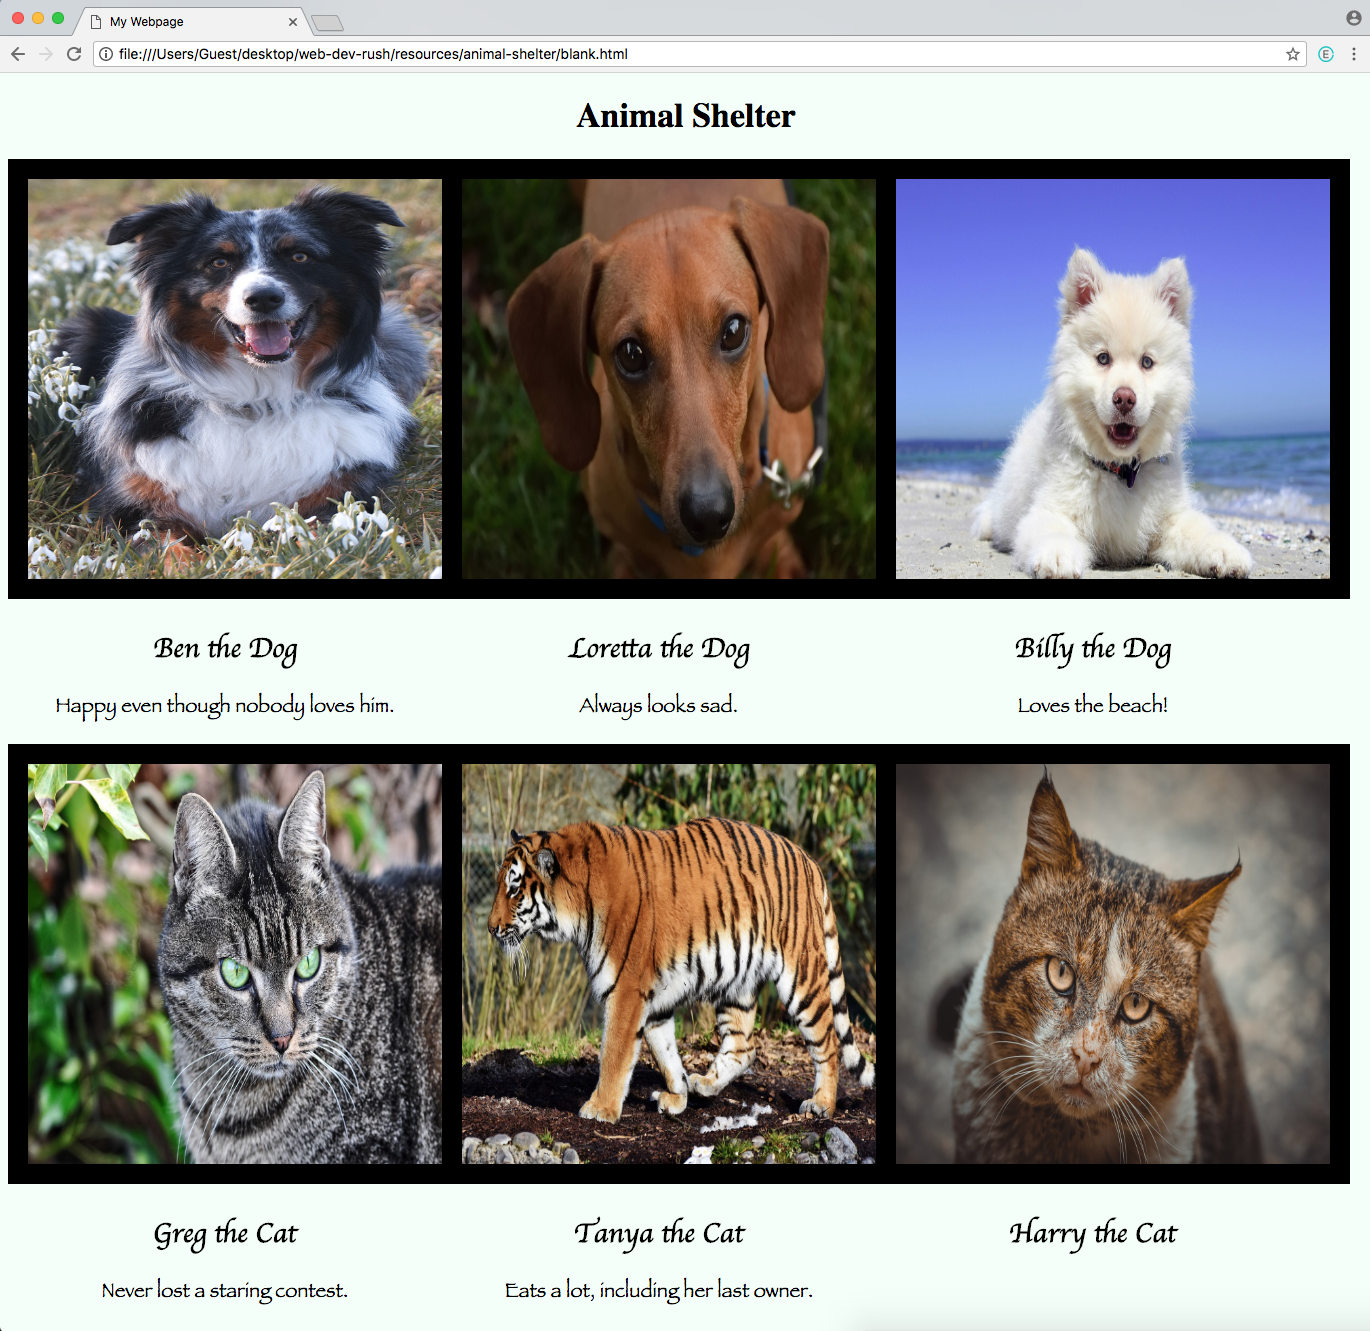 My Webpage
file:///Users/Guest/desktop/web-dev-rush/resources/animal-shelter/blank.html
E
Animal Shelter
Ben the Dog
Loretta the Dog
Billy the Dog
Happy even though nobody loves him.
Always looks sad.
Loves the beach!
Greg the Cat
Tanya the Cat
Harry the Cat
Never lost a staring contest.
Eats a lot, including her last owner.